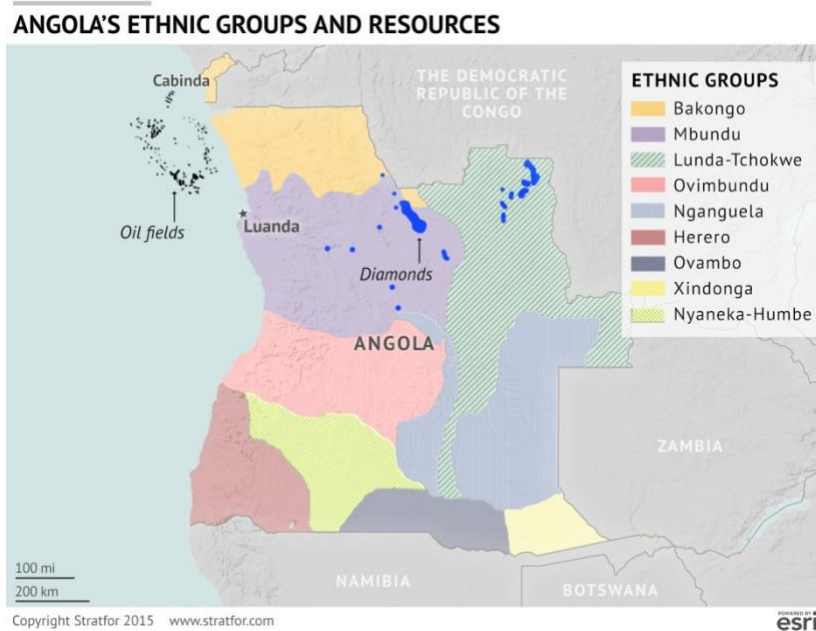 ANGOLA'S ETHNIC GROUPS AND RESOURCES
Cabinda
THE DEMOCRATIC
REPUBLIC OF THE
CONGO
ETHNIC GROUPS
Bakongo
Mbundu
Lunda-Tchokwe
Ovimbundu
Nganguela
Herero
Ovambo
Xindonga
Nyaneka-Humbe
Luanda
Oil fields
Diamonds
ANGOLA
ZAMBIA
NAMIBIA
BOTSWANA
100 mi
200 km
Copyright Stratfor 2015 www.stratfor.com
POWERED BY
esri